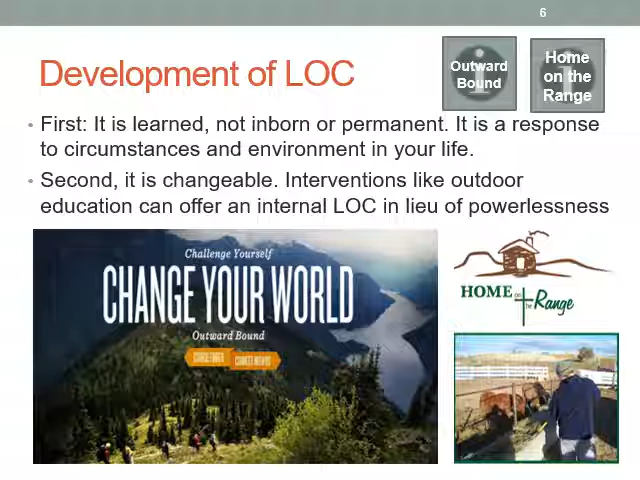 6
Development of LOC
Outward
Bound
Home
on the
Range
• First: It is learned, not inborn or permanent. It is a response
to circumstances and environment in your life.
• Second, it is changeable. Interventions like outdoor
education can offer an internal LOC in lieu of powerlessness
Challenge Yourself
CHANGE YOUR WORLD
Outward Bound
HOME on the Range